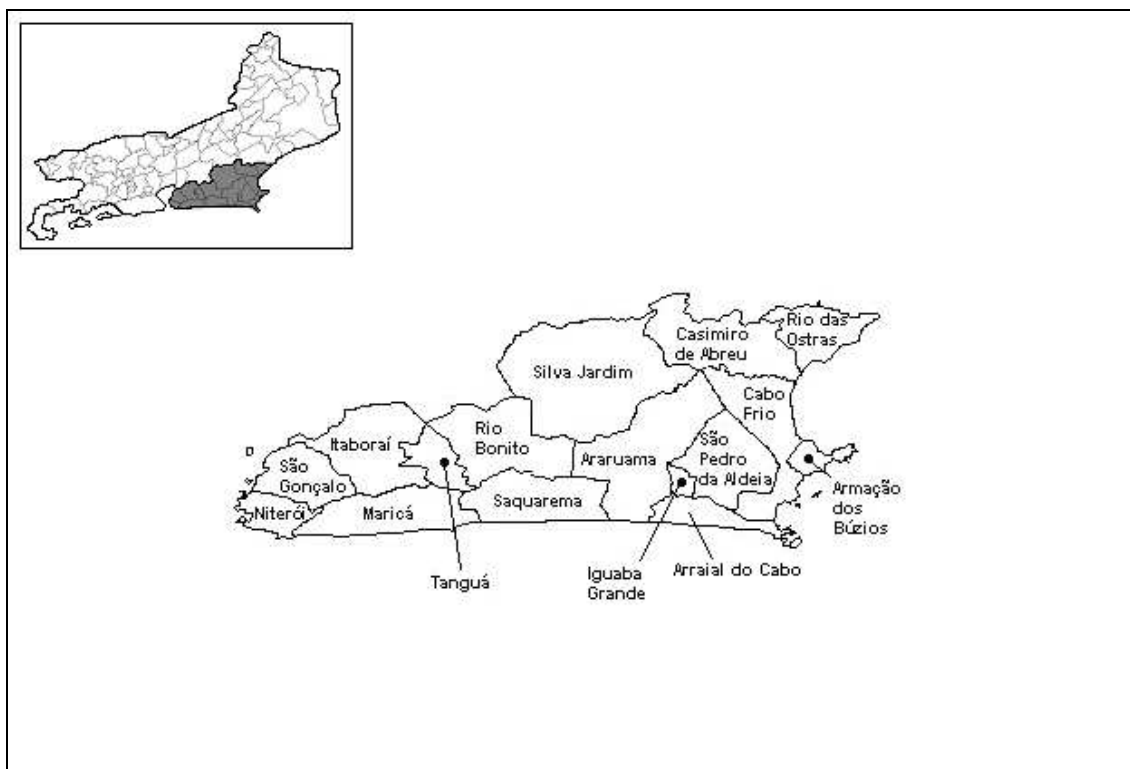 Rio das
Ostras
Casimiro
de Abreu
Silva Jardim
Cabo
Frio
Rio
Bonito
Itaboraí
São
Pedro
da Aldeia
Araruama
São
Gonçalo
Saquarema
Niterói
Maricá
Armação
dos
Búzios
Tanguá
Iguaba
Grande
Arraial do Cabo